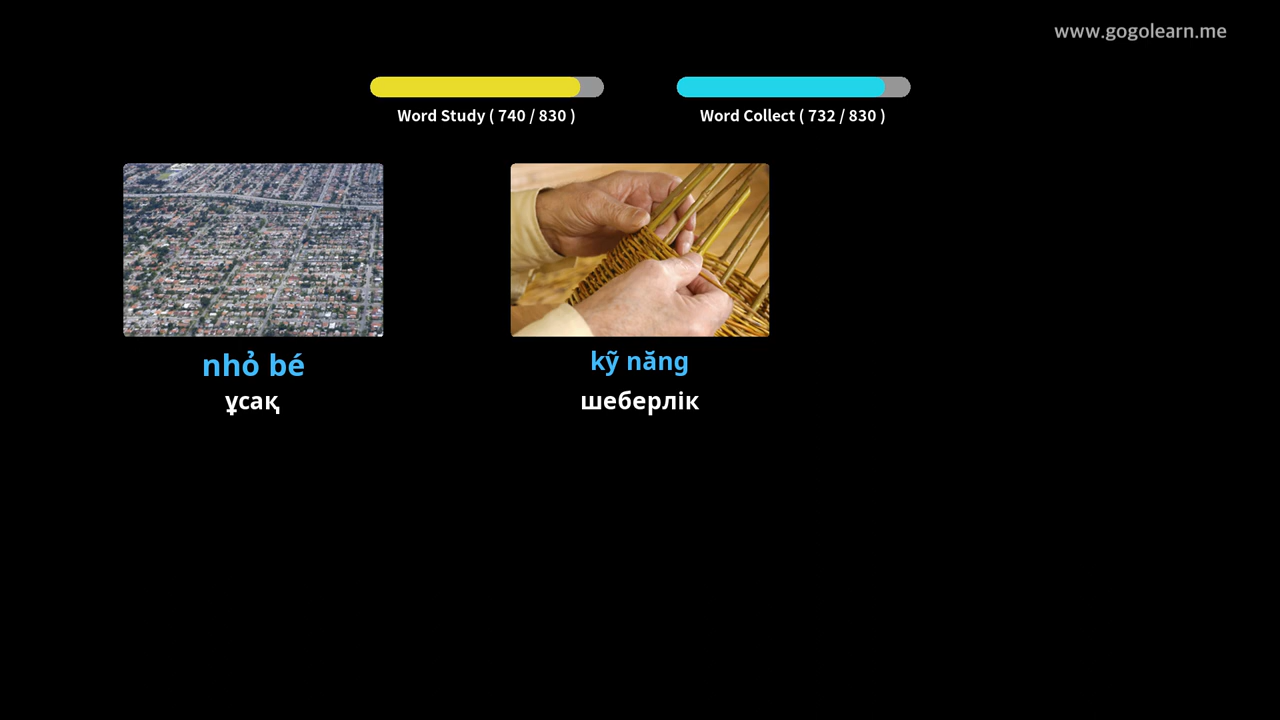 www.gogolearn.me
Word Study ( 740 / 830 )
Word Collect ( 732 / 830 )
nhỏ bé
ұсақ
kỹ năng
шеберлік